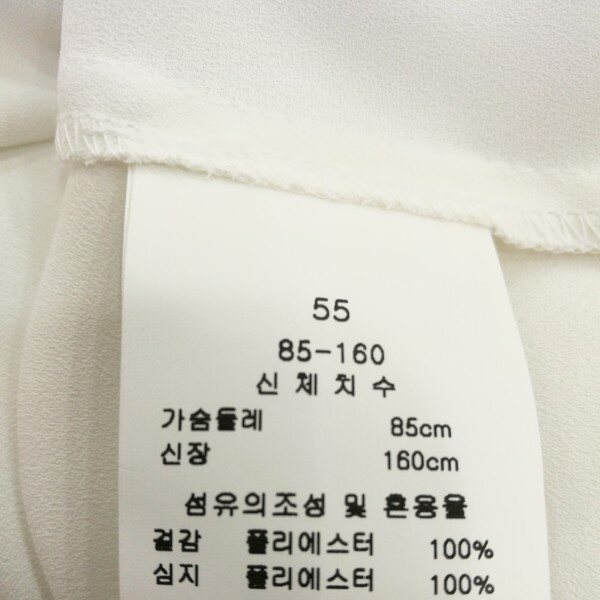 55
85-160
신체치수
가슴둘레 85cm
신장 160cm
섬유의조성 및 혼용율
겉감 폴리에스터 100%
심지 폴리에스터 100%